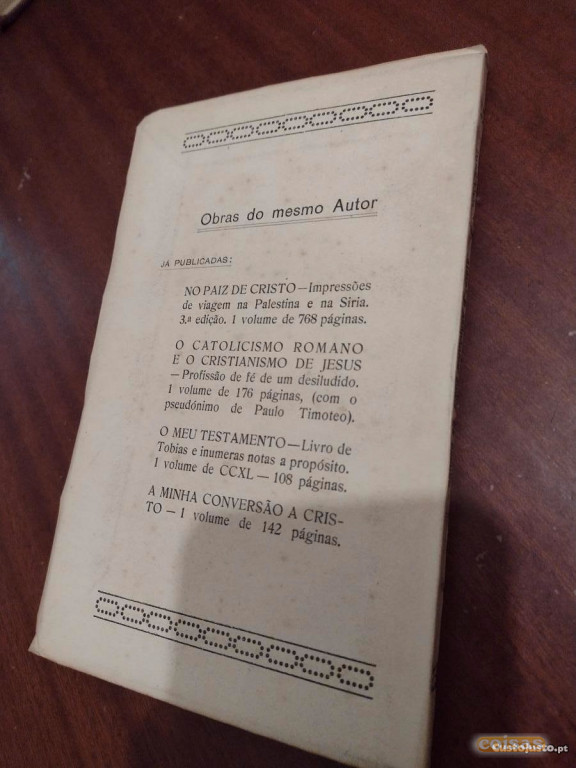 Obras do mesmo Autor
JÁ PUBLICADAS:
NO PAIZ DE CRISTO—Impressões
de viagem na Palestina e na Siria.
3.ª edição. 1 volume de 768 páginas.
O CATOLICISMO ROMANO
E O CRISTIANISMO DE JESUS
—Profissão de fé de um desiludido.
1 volume de 176 páginas, (com o
pseudónimo de Paulo Timoteo).
O MEU TESTAMENTO—Livro de
Tobias e inumeras notas a propósito.
1 volume de CCXL — 108 páginas.
A MINHA CONVERSÃO A CRIS-
TO — 1 volume de 142 páginas.
coisas
CustoJusto.pt